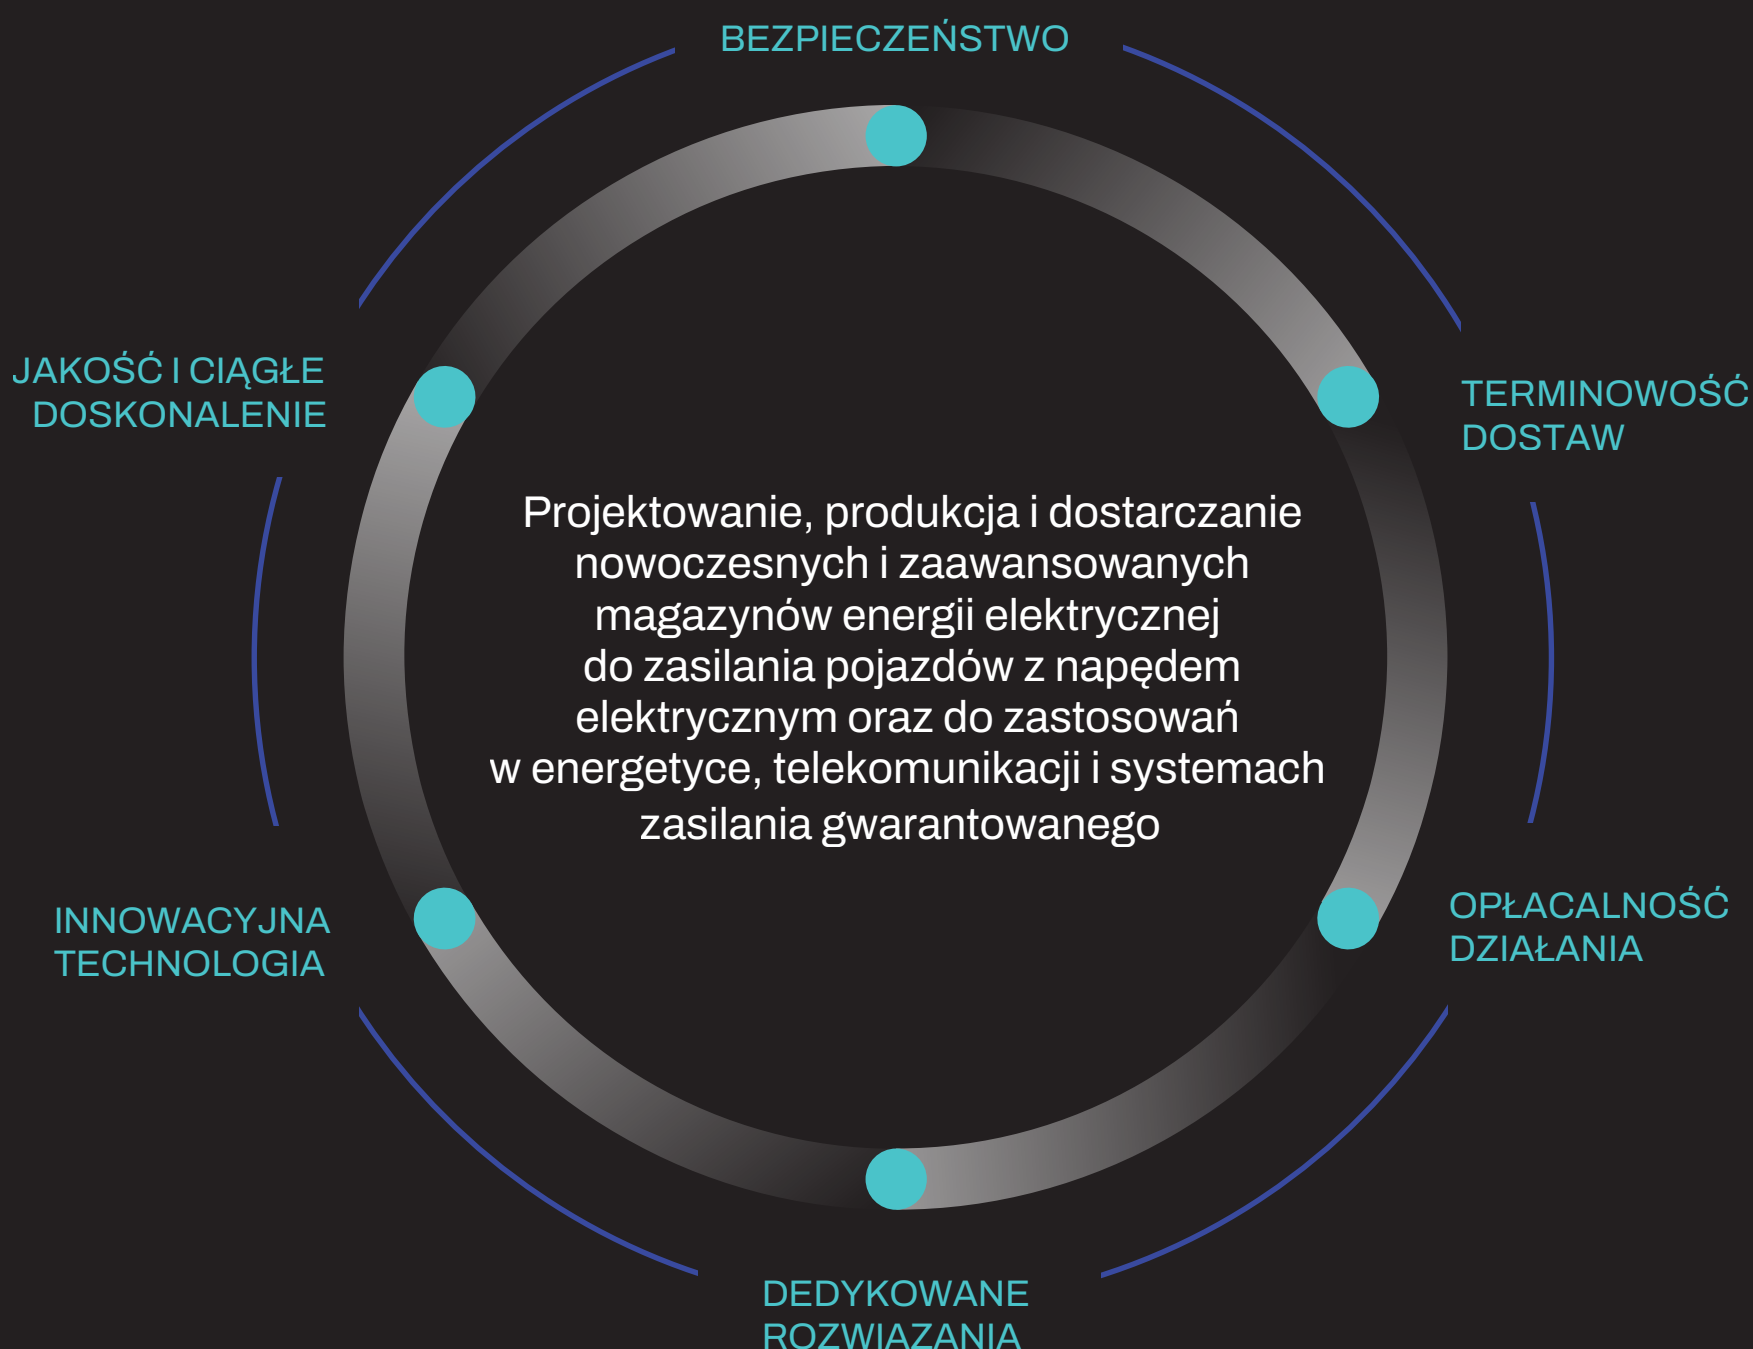 BEZPIECZEŃSTWO
JAKOŚĆ I CIĄGŁE
DOSKONALENIE
TERMINOWOŚĆ
DOSTAW
Projektowanie, produkcja i dostarczanie
nowoczesnych i zaawansowanych
magazynów energii elektrycznej
do zasilania pojazdów z napędem
elektrycznym oraz do zastosowań
w energetyce, telekomunikacji i systemach
zasilania gwarantowanego
INNOWACYJNA
TECHNOLOGIA
OPŁACALNOŚĆ
DZIAŁANIA
DEDYKOWANE
ROZWIAZANIA